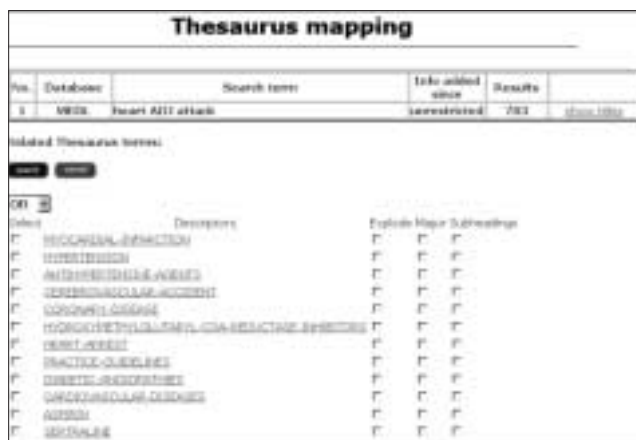 Thesaurus mapping
No. Database Search term Info added since Results
1 MEDL heart ADJ attack unrestricted 783 show titles
Related Thesaurus terms:
OR
Select Descriptors Explode Major Subheadings
MYOCARDIAL-INFARCTION
HYPERTENSION
ANTIHYPERTENSIVE-AGENTS
CEREBROVASCULAR-ACCIDENT
CORONARY-DISEASE
HYDROXYMETHYLGLUTARYL-COA-REDUCTASE-INHIBITORS
HEART-ARREST
PRACTICE-GUIDELINES
DIABETIC-ANGIOPATHIES
CARDIOVASCULAR-DISEASES
ASPIRIN
SERTRALINE